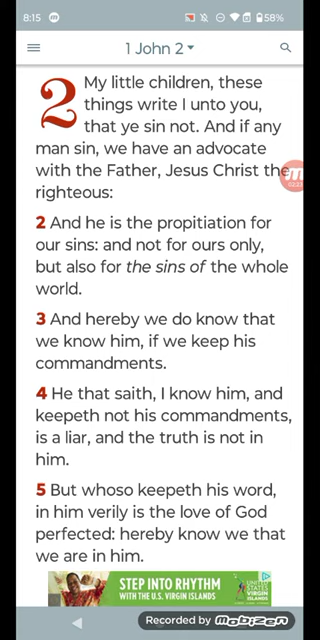 8:15
58%
1 John 2
2 My little children, these
things write I unto you,
that ye sin not. And if any
man sin, we have an advocate
with the Father, Jesus Christ the
righteous:
02:23
2 And he is the propitiation for
our sins: and not for ours only,
but also for the sins of the whole
world.
3 And hereby we do know that
we know him, if we keep his
commandments.
4 He that saith, I know him, and
keepeth not his commandments,
is a liar, and the truth is not in
him.
5 But whoso keepeth his word,
in him verily is the love of God
perfected: hereby know we that
we are in him.
STEP INTO RHYTHM
WITH THE U.S. VIRGIN ISLANDS
UNITED
STATES
VIRGIN
ISLANDS
Recorded by Mobizen